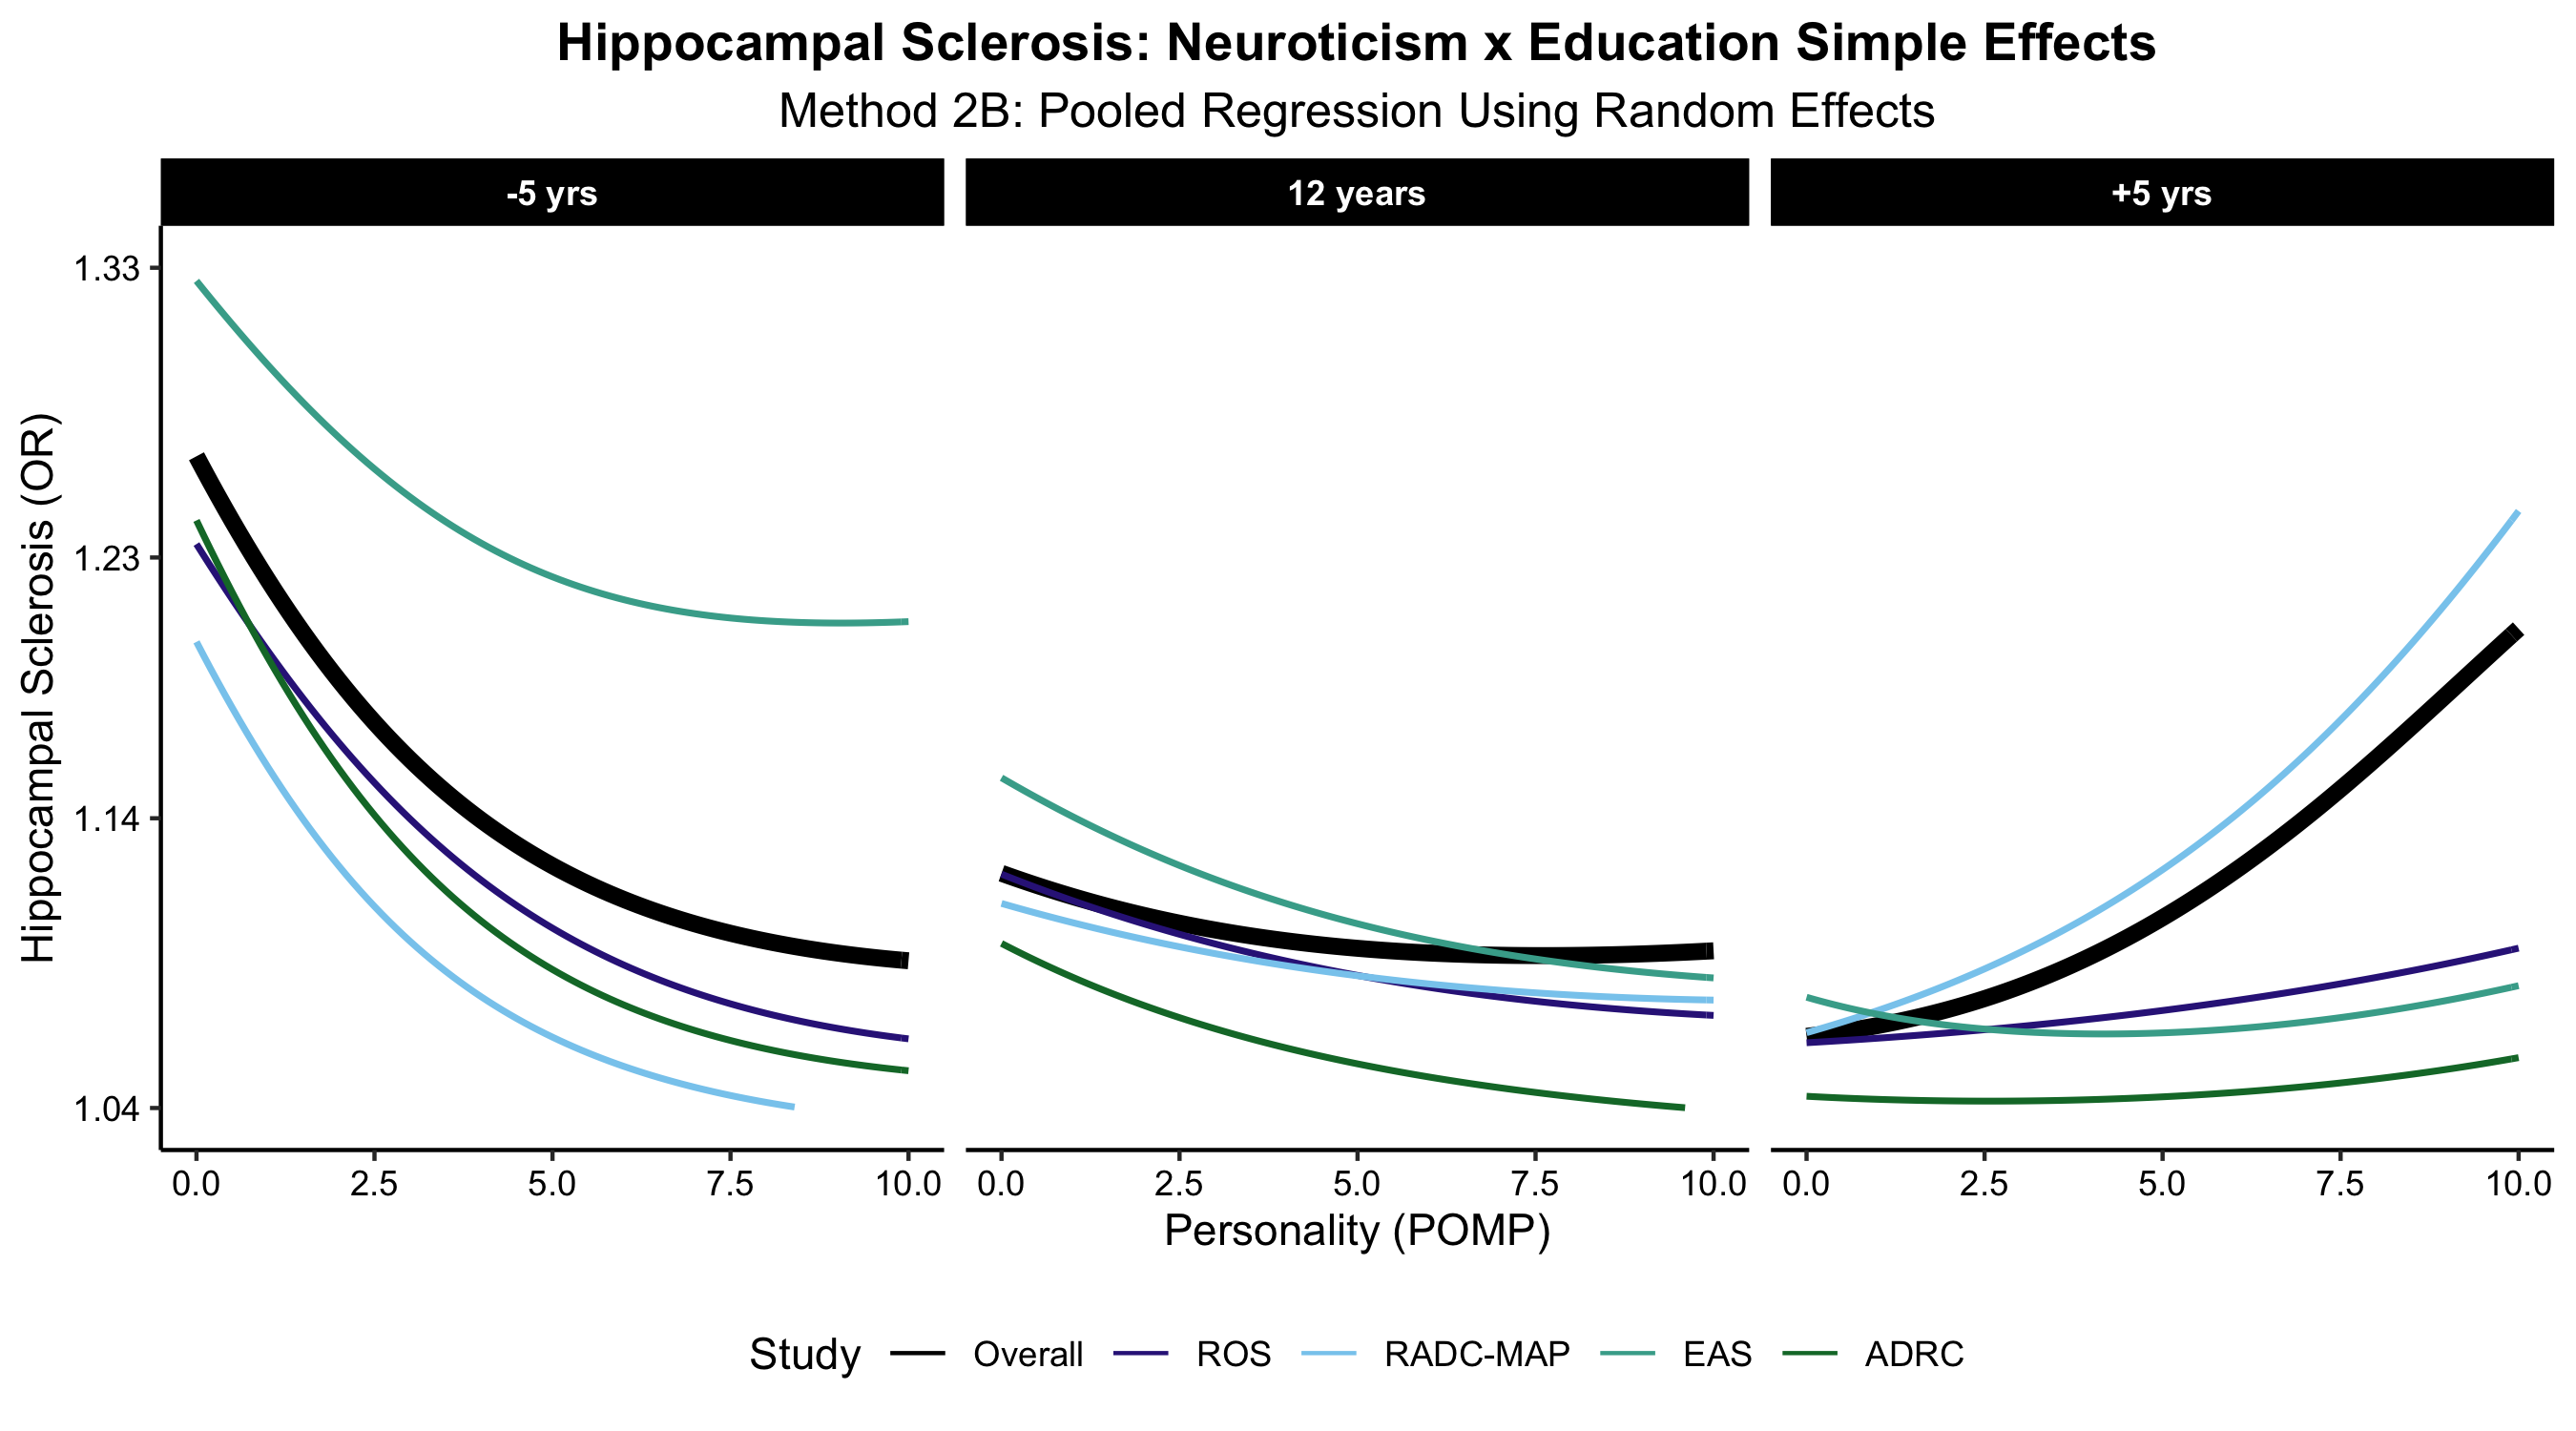 Hippocampal Sclerosis: Neuroticism x Education Simple Effects
Method 2B: Pooled Regression Using Random Effects
-5 yrs 12 years +5 yrs
Hippocampal Sclerosis (OR)
1.33
1.23
1.14
1.04
0.0 2.5 5.0 7.5 10.0 0.0 2.5 5.0 7.5 10.0 0.0 2.5 5.0 7.5 10.0
Personality (POMP)
Study Overall ROS RADC-MAP EAS ADRC